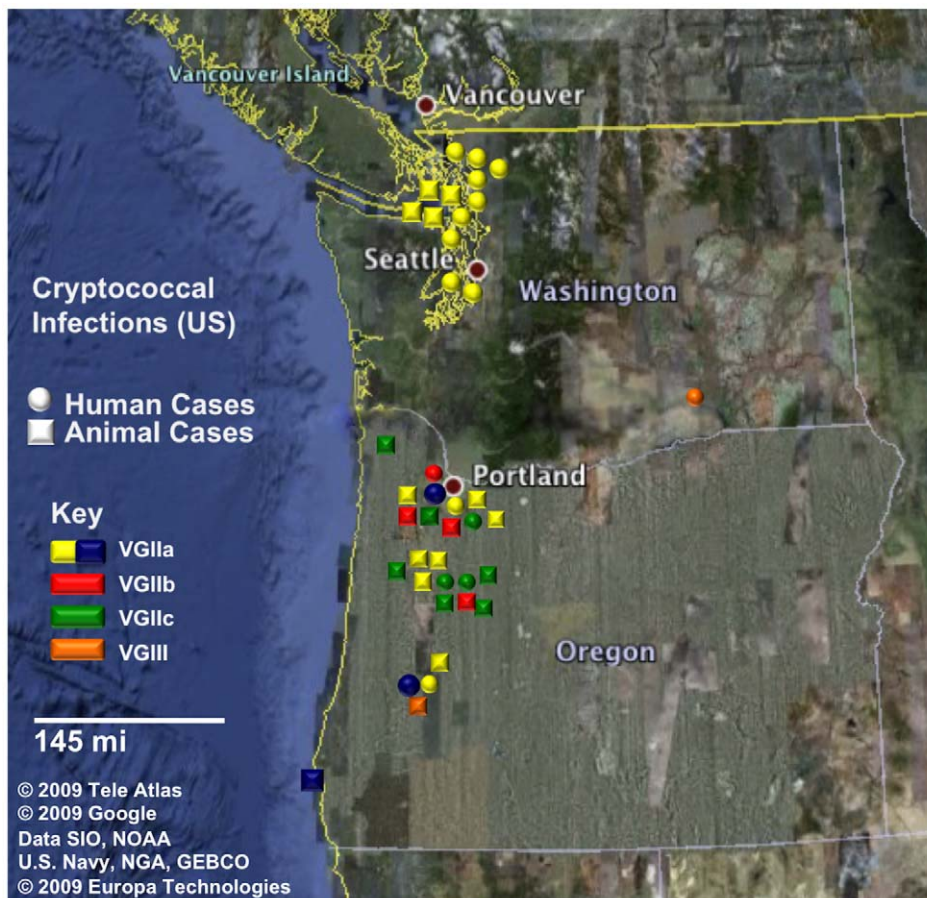 Vancouver Island
Vancouver
Seattle
Washington
Cryptococcal
Infections (US)
Human Cases
Animal Cases
Portland
Key
VGIIa
VGIIb
VGIIc
VGIII
Oregon
145 mi
© 2009 Tele Atlas
© 2009 Google
Data SIO, NOAA
U.S. Navy, NGA, GEBCO
© 2009 Europa Technologies